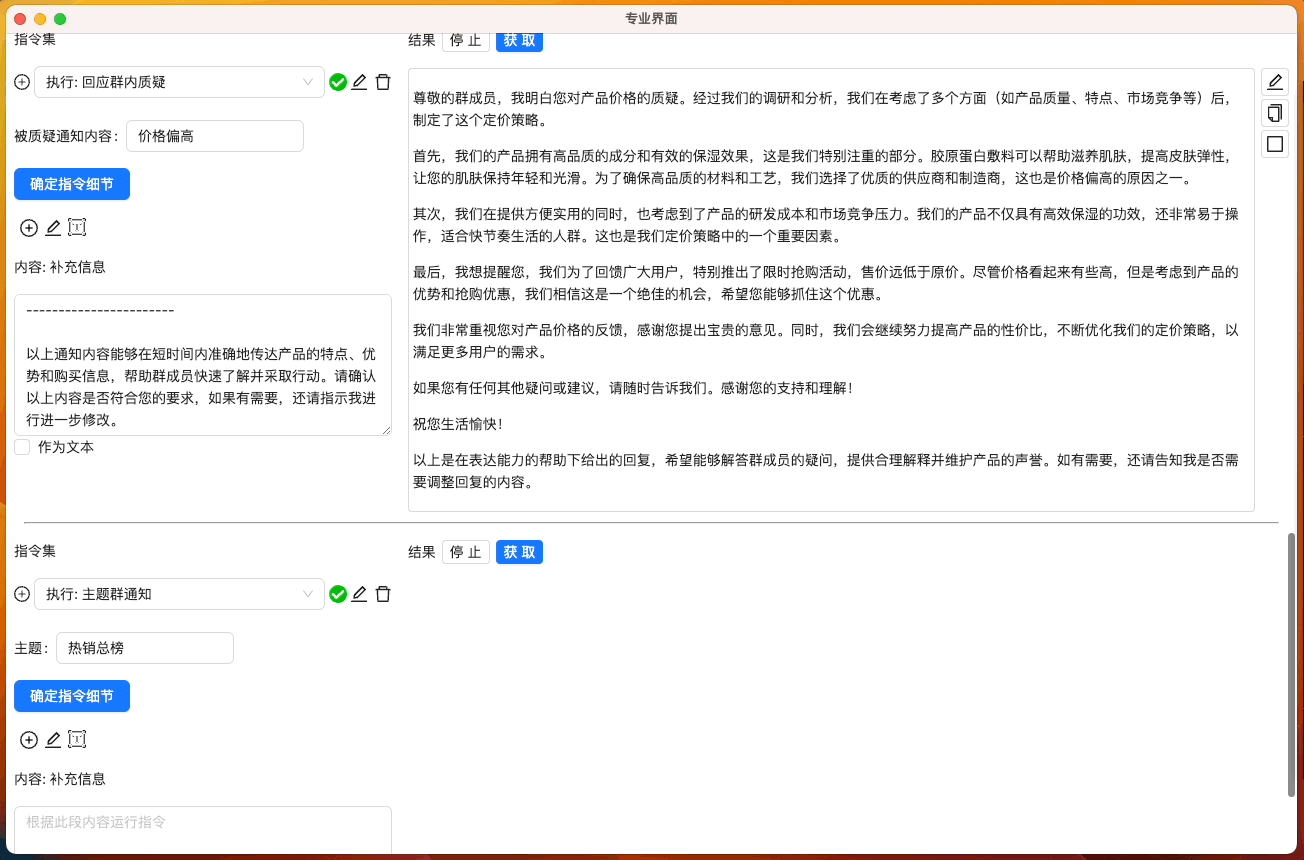 专业界面
指令集
执行: 回应群内质疑
被质疑通知内容:
价格偏高
确定指令细节
内容: 补充信息
-----------------------
以上通知内容能够在短时间内准确地传达产品的特点、优
势和购买信息，帮助群成员快速了解并采取行动。请确认
以上内容是否符合您的要求，如果有需要，还请指示我进
行进一步修改。
作为文本
结果
停 止
获 取
尊敬的群成员，我明白您对产品价格的质疑。经过我们的调研和分析，我们在考虑了多个方面（如产品质量、特点、市场竞争等）后，
制定了这个定价策略。
首先，我们的产品拥有高品质的成分和有效的保湿效果，这是我们特别注重的部分。胶原蛋白敷料可以帮助滋养肌肤，提高皮肤弹性，
让您的肌肤保持年轻和光滑。为了确保高品质的材料和工艺，我们选择了优质的供应商和制造商，这也是价格偏高的原因之一。
其次，我们在提供方便实用的同时，也考虑到了产品的研发成本和市场竞争压力。我们的产品不仅具有高效保湿的功效，还非常易于操
作，适合快节奏生活的人群。这也是我们定价策略中的一个重要因素。
最后，我想提醒您，我们为了回馈广大用户，特别推出了限时抢购活动，售价远低于原价。尽管价格看起来有些高，但是考虑到产品的
优势和抢购优惠，我们相信这是一个绝佳的机会，希望您能够抓住这个优惠。
我们非常重视您对产品价格的反馈，感谢您提出宝贵的意见。同时，我们会继续努力提高产品的性价比，不断优化我们的定价策略，以
满足更多用户的需求。
如果您有任何其他疑问或建议，请随时告诉我们。感谢您的支持和理解！
祝您生活愉快！
以上是在表达能力的帮助下给出的回复，希望能够解答群成员的疑问，提供合理解释并维护产品的声誉。如有需要，还请告知我是否需
要调整回复的内容。
指令集
执行: 主题群通知
主题:
热销总榜
确定指令细节
内容: 补充信息
根据此段内容运行指令
结果
停 止
获 取